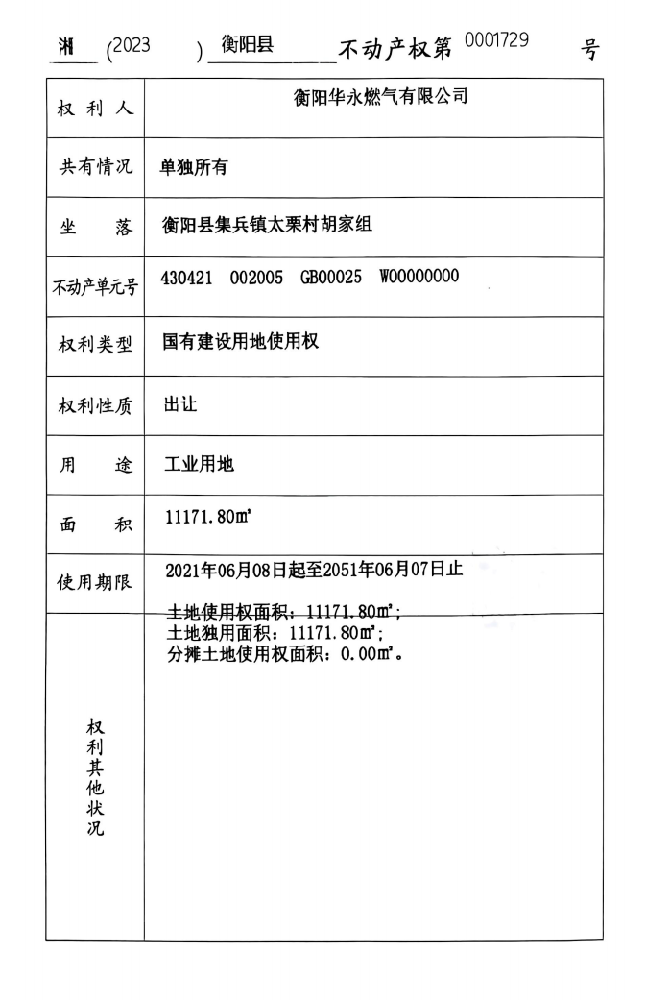 湘 (2023 ) 衡阳县 不动产权第 0001729 号
权利人 衡阳华永燃气有限公司
共有情况 单独所有
坐落 衡阳县集兵镇太栗村胡家组
不动产单元号 430421 002005 GB00025 W00000000
权利类型 国有建设用地使用权
权利性质 出让
用途 工业用地
面积 11171.80㎡
使用期限 2021年06月08日起至2051年06月07日止
土地使用权面积：11171.80㎡；
土地独用面积：11171.80㎡；
分摊土地使用权面积：0.00㎡。
权利其他状况